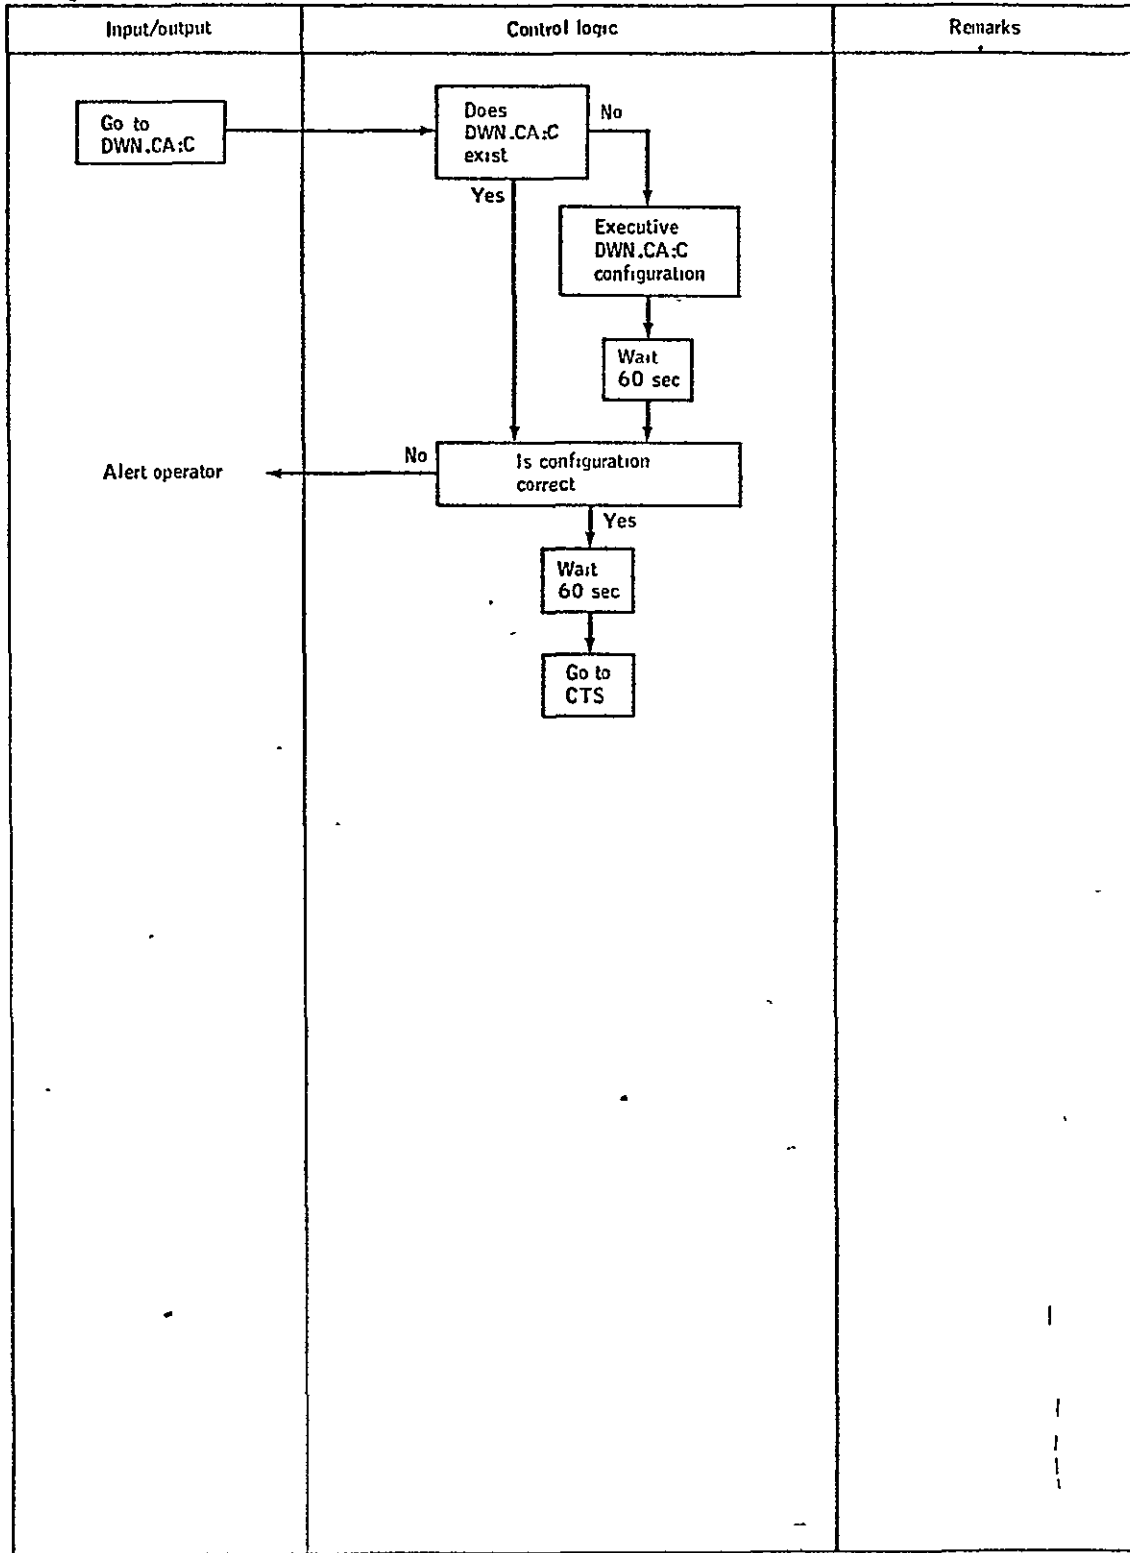 Input/output
Control logic
Remarks
Go to
DWN.CA:C
Does
DWN.CA:C
exist
No
Yes
Executive
DWN.CA:C
configuration
Wait
60 sec
Is configuration
correct
No
Alert operator
Yes
Wait
60 sec
Go to
CTS